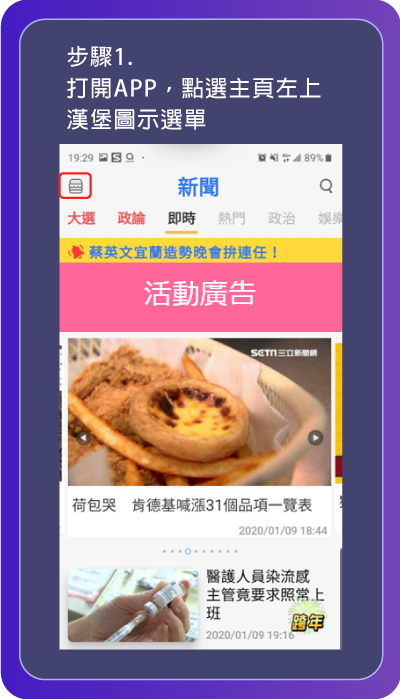 步驟1.
打開APP，點選主頁左上
漢堡圖示選單
19:29
89%
新聞
大選 政論 即時 熱門 政治 娛樂
蔡英文宜蘭造勢晚會拚連任！
活動廣告
SETN三立新聞網
荷包哭 肯德基喊漲31個品項一覽表
2020/01/09 18:44
醫護人員染流感
主管竟要求照常上
班
跨年
2020/01/09 19:16